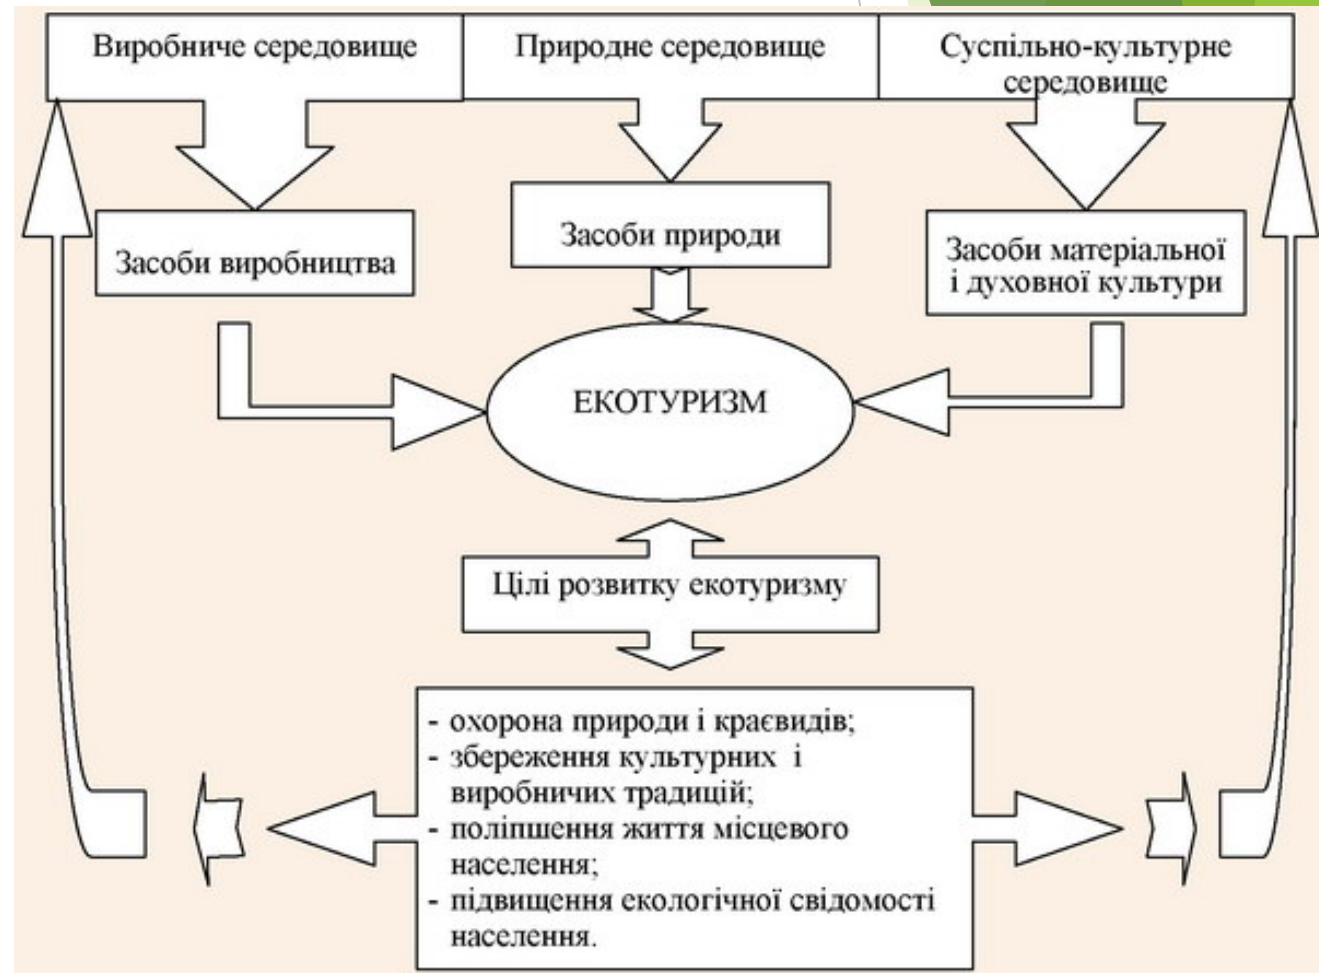 Виробниче середовище
Природне середовище
Суспільно-культурне
середовище
Засоби виробництва
Засоби природи
Засоби матеріальної
і духовної культури
ЕКОТУРИЗМ
Цілі розвитку екотуризму
- охорона природи і краєвидів;
- збереження культурних і
виробничих традицій;
- поліпшення життя місцевого
населення;
- підвищення екологічної свідомості
населення.